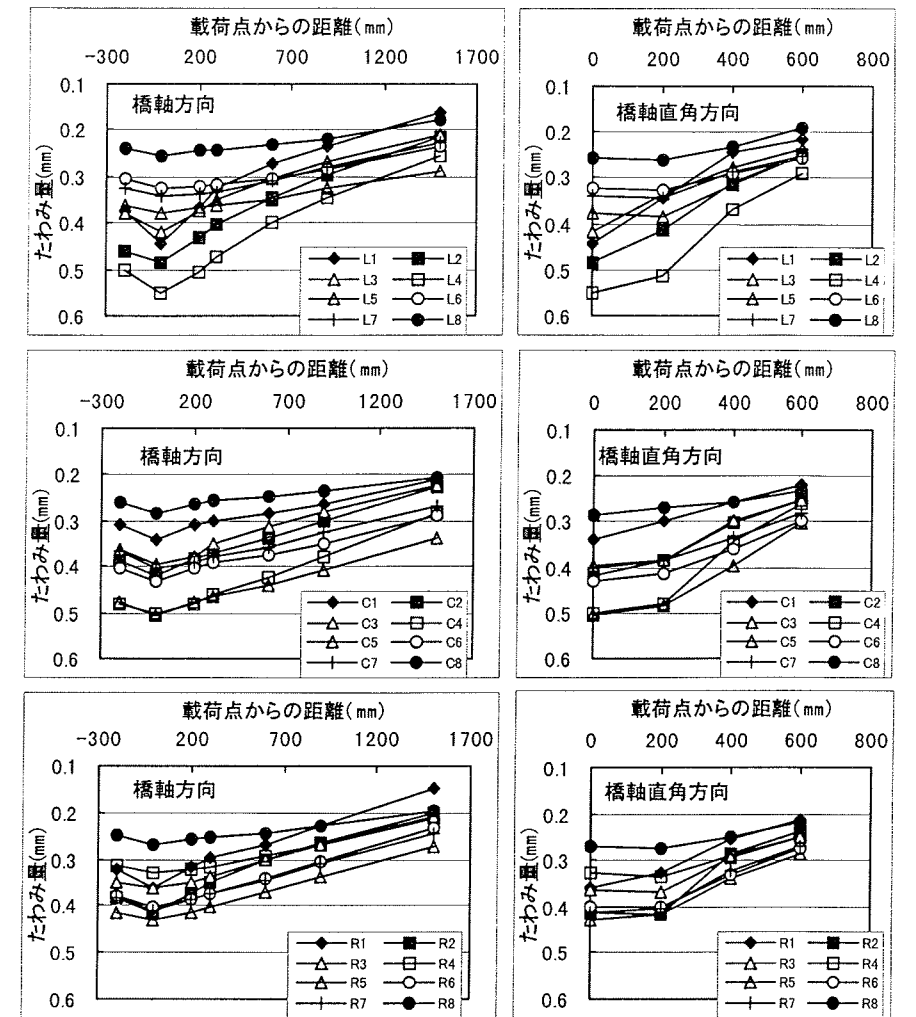 載荷点からの距離(mm)
-300 200 700 1200 1700
0.1
0.2
0.3
0.4
0.5
0.6
たわみ量(mm)
橋軸方向
L1 L2
L3 L4
L5 L6
L7 L8
載荷点からの距離(mm)
0 200 400 600 800
0.1
0.2
0.3
0.4
0.5
0.6
たわみ量(mm)
橋軸直角方向
L1 L2
L3 L4
L5 L6
L7 L8
載荷点からの距離(mm)
-300 200 700 1200 1700
0.1
0.2
0.3
0.4
0.5
0.6
たわみ量(mm)
橋軸方向
C1 C2
C3 C4
C5 C6
C7 C8
載荷点からの距離(mm)
0 200 400 600 800
0.1
0.2
0.3
0.4
0.5
0.6
たわみ量(mm)
橋軸直角方向
C1 C2
C3 C4
C5 C6
C7 C8
載荷点からの距離(mm)
-300 200 700 1200 1700
0.1
0.2
0.3
0.4
0.5
0.6
たわみ量(mm)
橋軸方向
R1 R2
R3 R4
R5 R6
R7 R8
載荷点からの距離(mm)
0 200 400 600 800
0.1
0.2
0.3
0.4
0.5
0.6
たわみ量(mm)
橋軸直角方向
R1 R2
R3 R4
R5 R6
R7 R8